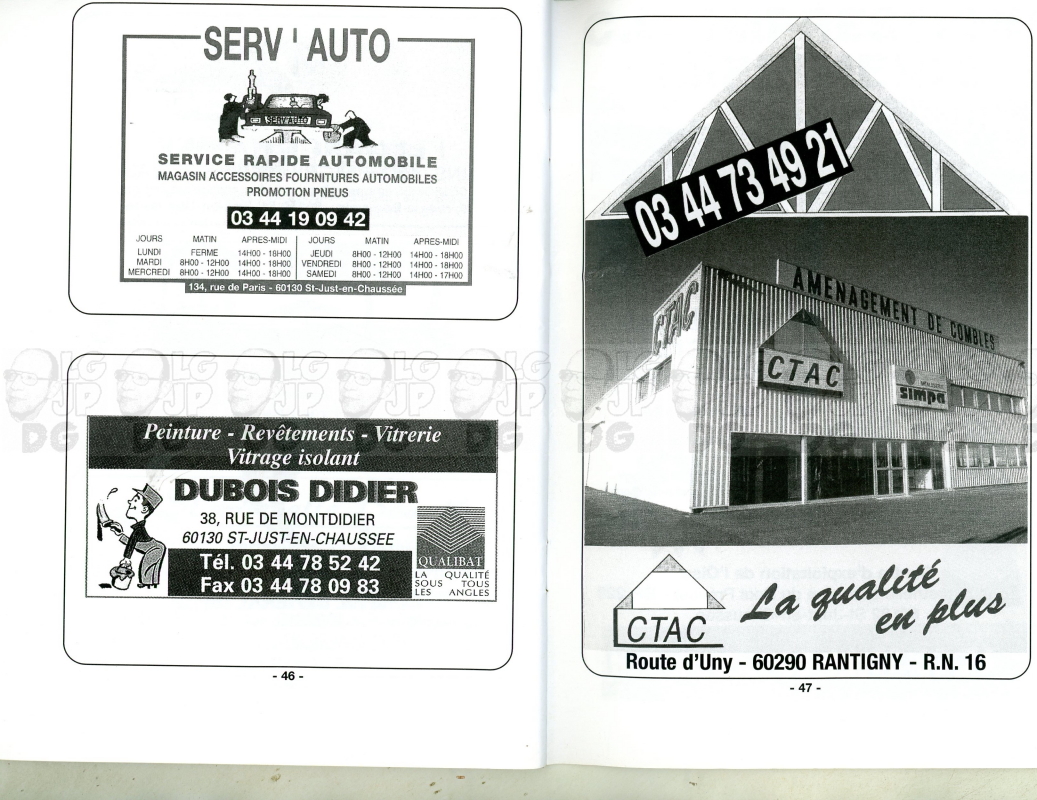 SERV ' AUTO
SERV'AUTO
SERVICE RAPIDE AUTOMOBILE
MAGASIN ACCESSOIRES FOURNITURES AUTOMOBILES
PROMOTION PNEUS
03 44 19 09 42
JOURS MATIN APRES-MIDI JOURS MATIN APRES-MIDI
LUNDI FERME 14H00 - 18H00 JEUDI 8H00 - 12H00 14H00 - 18H00
MARDI 8H00 - 12H00 14H00 - 18H00 VENDREDI 8H00 - 12H00 14H00 - 18H00
MERCREDI 8H00 - 12H00 14H00 - 18H00 SAMEDI 8H00 - 12H00 14H00 - 17H00
134, rue de Paris - 60130 St-Just-en-Chaussée
Peinture - Revêtements - Vitrerie
Vitrage isolant
DUBOIS DIDIER
38, RUE DE MONTDIDIER
60130 ST-JUST-EN-CHAUSSEE
Tél. 03 44 78 52 42
Fax 03 44 78 09 83
QUALIBAT
LA QUALITÉ
SOUS TOUS
LES ANGLES
- 46 -
03 44 73 49 21
AMENAGEMENT DE COMBLES
CTAC
CTAC
simpa
La qualité
en plus
CTAC
Route d'Uny - 60290 RANTIGNY - R.N. 16
- 47 -